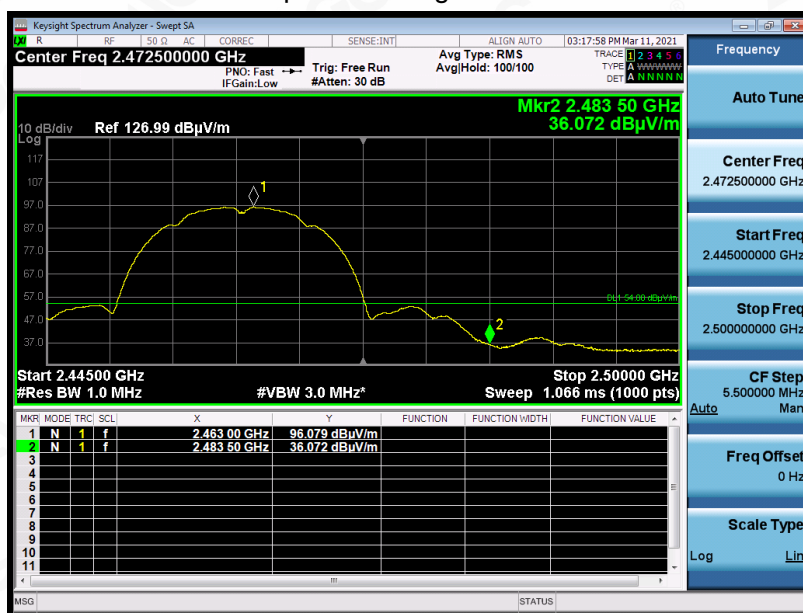 Keysight Spectrum Analyzer - Swept SA
LXI R RF 50 Ω AC CORREC SENSE:INT ALIGN AUTO 03:17:58 PM Mar 11, 2021
Center Freq 2.472500000 GHz
PNO: Fast
IFGain:Low
Trig: Free Run
#Atten: 30 dB
Avg Type: RMS
Avg|Hold: 100/100
TRACE 1 2 3 4 5 6
TYPE A WWWWW
DET A N N N N N
Mkr2 2.483 50 GHz
36.072 dBµV/m
10 dB/div Ref 126.99 dBµV/m
Log
117
107
97.0
87.0
77.0
67.0
57.0
47.0
37.0
1
2
DL1 54.00 dBµV/m
Start 2.44500 GHz Stop 2.50000 GHz
#Res BW 1.0 MHz #VBW 3.0 MHz* Sweep 1.066 ms (1000 pts)
MKR MODE TRC SCL X Y FUNCTION FUNCTION WIDTH FUNCTION VALUE
1 N 1 f 2.463 00 GHz 96.079 dBµV/m
2 N 1 f 2.483 50 GHz 36.072 dBµV/m
3
4
5
6
7
8
9
10
11
MSG STATUS
Frequency
Auto Tune
Center Freq
2.472500000 GHz
Start Freq
2.445000000 GHz
Stop Freq
2.500000000 GHz
CF Step
5.500000 MHz
Auto Man
Freq Offset
0 Hz
Scale Type
Log Lin